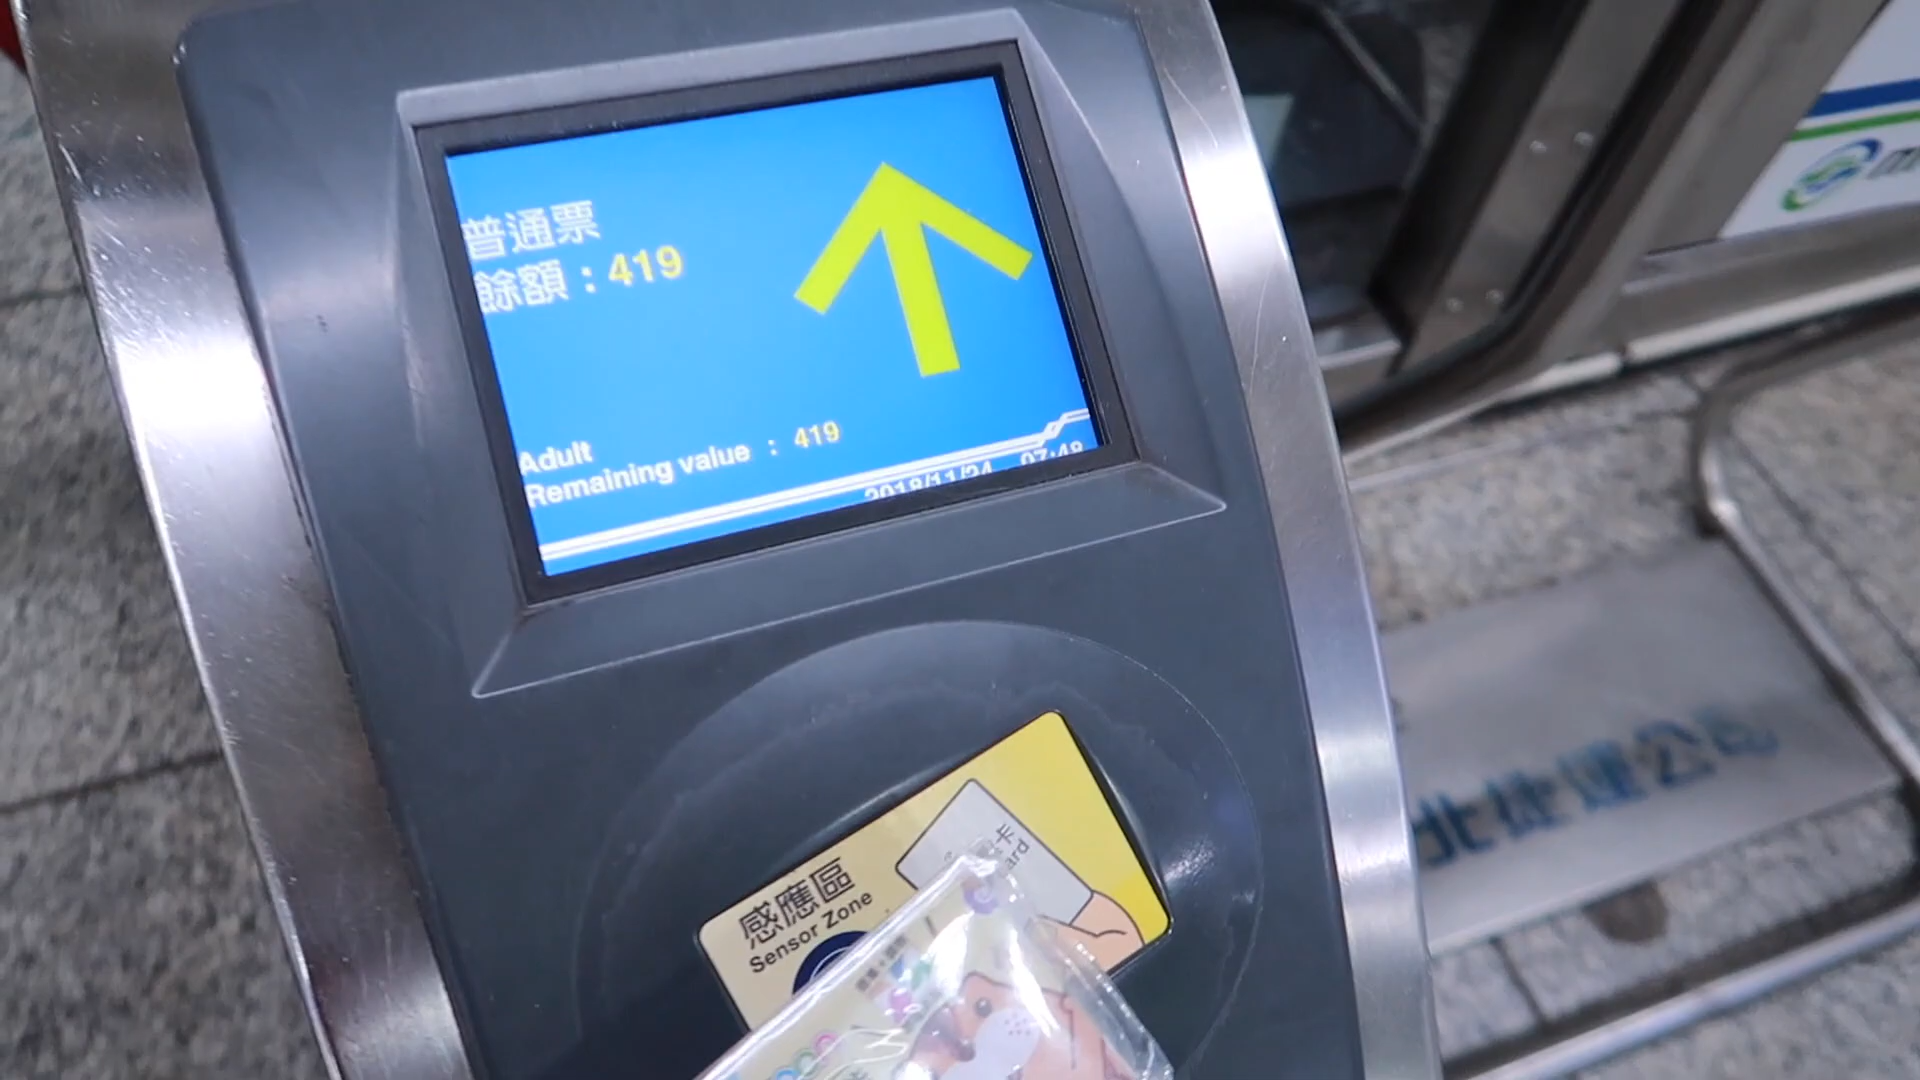 普通票
餘額：419
Adult
Remaining value : 419
2018/11/24 07:48
感應區
Sensor Zone
卡
北捷運公司